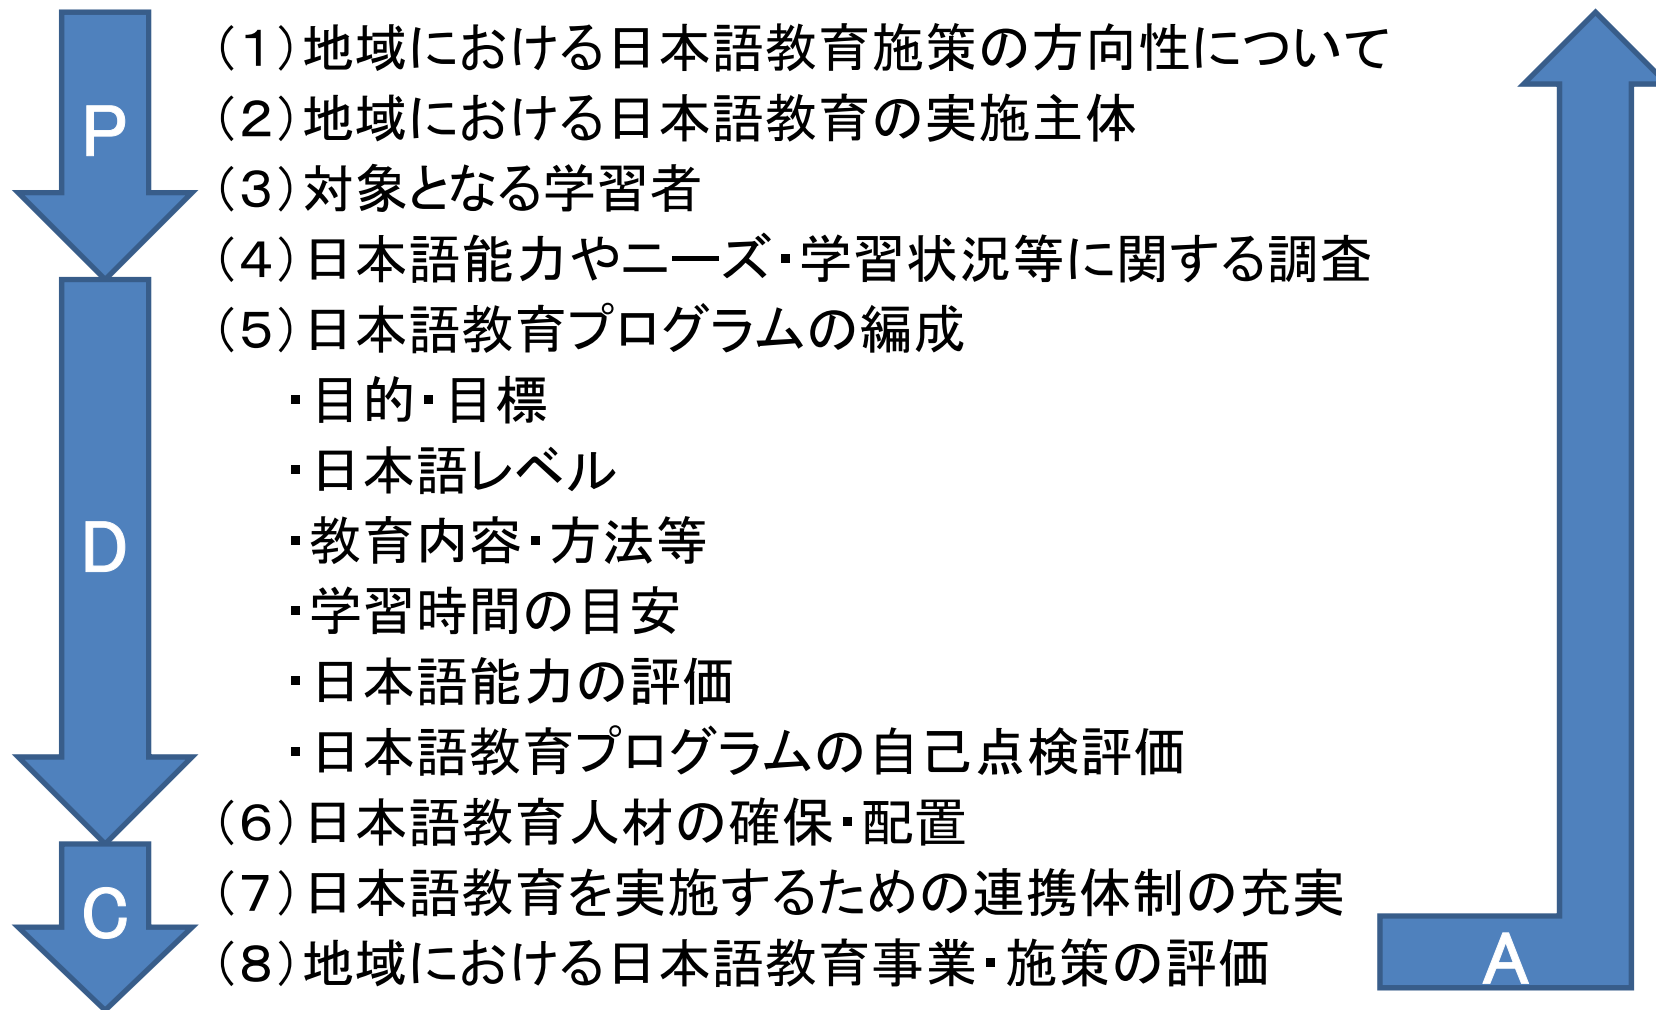 P
(1)地域における日本語教育施策の方向性について
(2)地域における日本語教育の実施主体
(3)対象となる学習者
(4)日本語能力やニーズ・学習状況等に関する調査
(5)日本語教育プログラムの編成
・目的・目標
・日本語レベル
D
・教育内容・方法等
・学習時間の目安
・日本語能力の評価
・日本語教育プログラムの自己点検評価
(6)日本語教育人材の確保・配置
C
(7)日本語教育を実施するための連携体制の充実
(8)地域における日本語教育事業・施策の評価
A